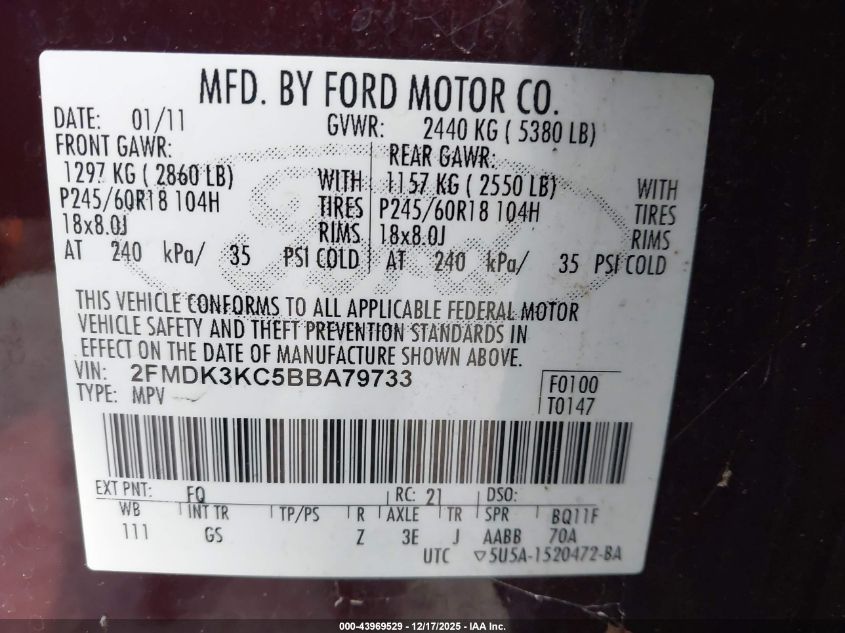 MFD. BY FORD MOTOR CO.
DATE: 01/11 GVWR: 2440 KG ( 5380 LB)
FRONT GAWR: REAR GAWR:
1297 KG ( 2860 LB) WITH 1157 KG ( 2550 LB) WITH
P245/60R18 104H TIRES P245/60R18 104H TIRES
18x8.0J RIMS 18x8.0J RIMS
AT 240 kPa/ 35 PSI COLD AT 240 kPa/ 35 PSI COLD
THIS VEHICLE CONFORMS TO ALL APPLICABLE FEDERAL MOTOR
VEHICLE SAFETY AND THEFT PREVENTION STANDARDS IN
EFFECT ON THE DATE OF MANUFACTURE SHOWN ABOVE.
VIN: 2FMDK3KC5BBA79733 F0100
TYPE: MPV T0147
EXT PNT: FQ RC: 21 DSO:
WB INT TR TP/PS R AXLE TR SPR BQ11F
111 GS Z 3E J AABB 70A
UTC ▽5U5A-1520472-BA
000-43969529 - 12/17/2025 - IAA Inc.